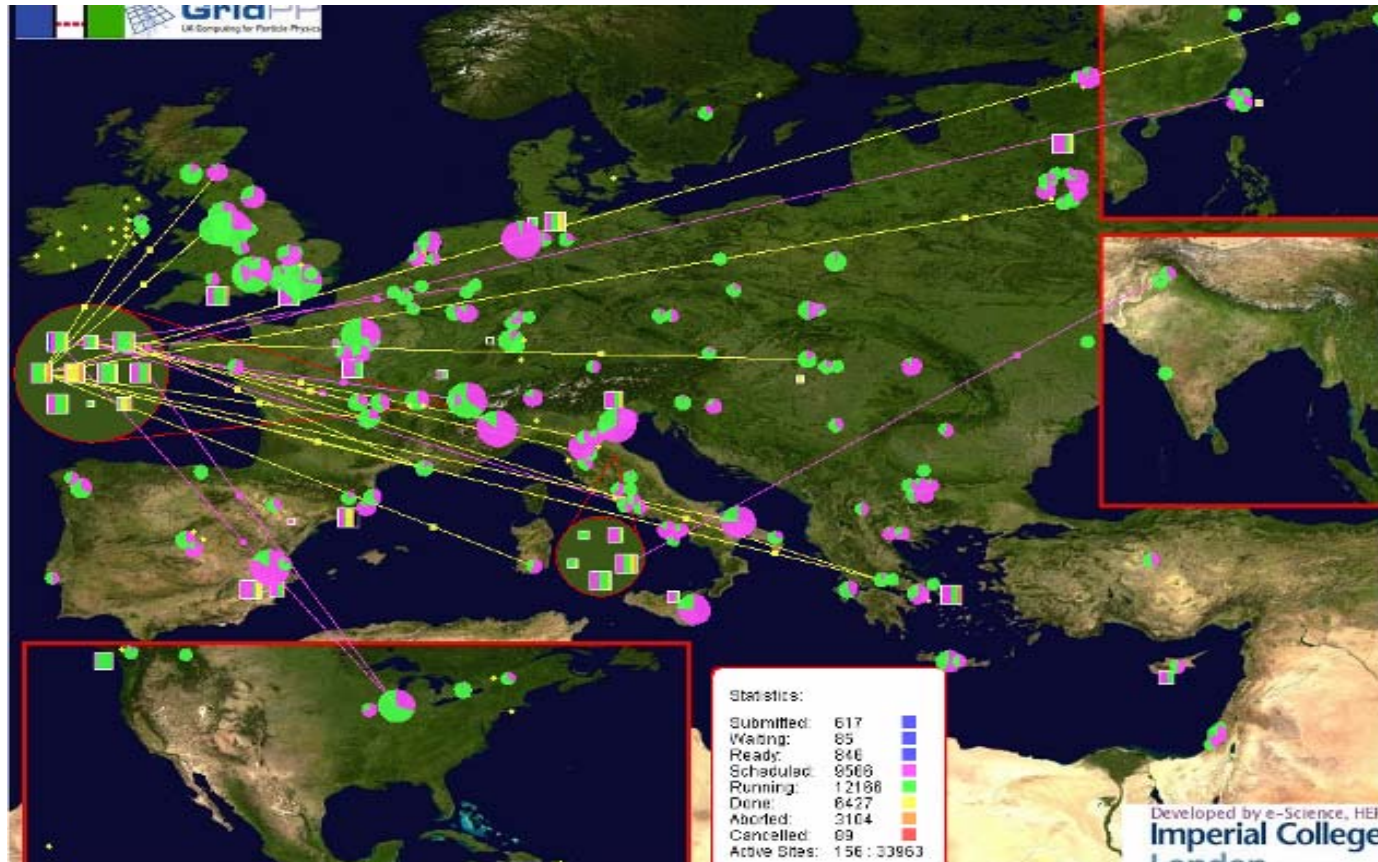 GridPP
UK Computing for Particle Physics
Statistics:
Submitted: 617
Waiting: 85
Ready: 846
Scheduled: 9566
Running: 12166
Done: 6427
Aborted: 3104
Cancelled: 89
Active Sites: 156 : 33963
Developed by e-Science, HEP
Imperial College
London